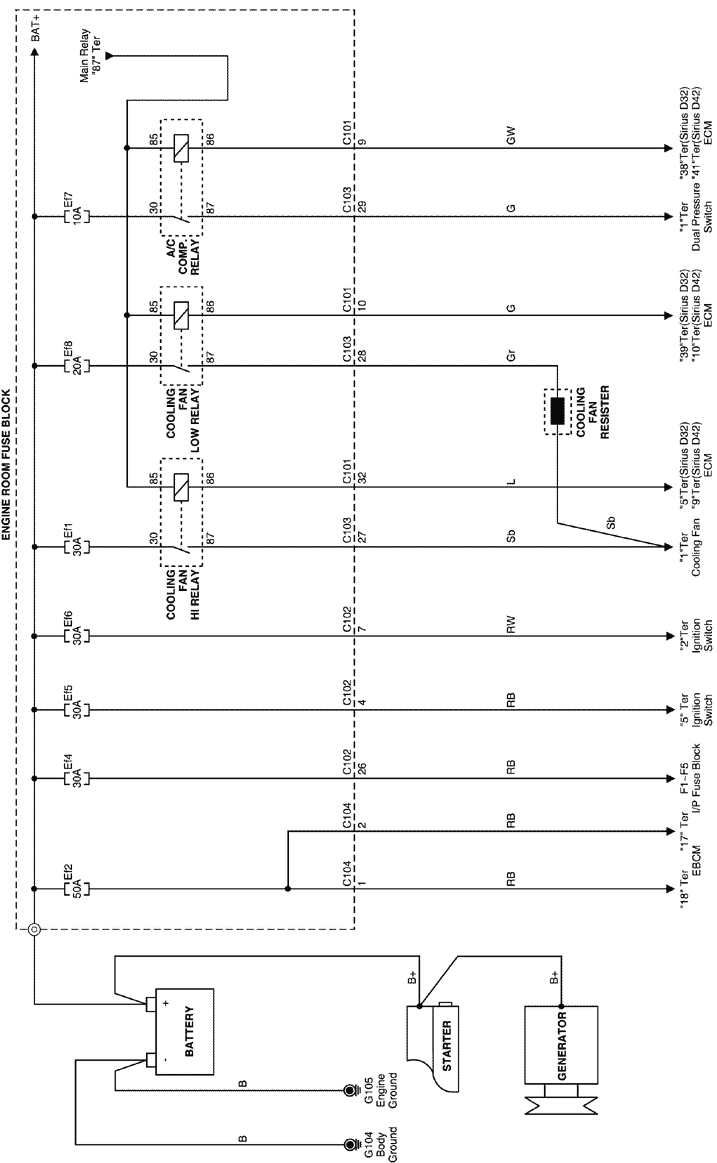 ENGINE ROOM FUSE BLOCK
BAT+
Main Relay
"87" Ter
Ef2
50A
Ef4
30A
Ef5
30A
Ef6
30A
Ef1
30A
Ef8
20A
Ef7
10A
30
87
85
86
COOLING
FAN
HI RELAY
30
87
85
86
COOLING
FAN
LOW RELAY
30
87
85
86
A/C
COMP.
RELAY
C104
1
C104
2
C102
26
C102
4
C102
7
C103
27
C101
32
C103
28
C101
10
C103
29
C101
9
RB
RB
RB
RB
RW
Sb
L
Gr
G
G
GW
COOLING
FAN
RESISTER
Sb
"18" Ter
"17" Ter
EBCM
F1~F5
I/P Fuse Block
"5" Ter
Ignition
Switch
"2"Ter
Ignition
Switch
"1"Ter
Cooling Fan
"5"Ter(Sirius D32)
"9"Ter(Sirius D42)
ECM
"39"Ter(Sirius D32)
"10"Ter(Sirius D42)
ECM
"1"Ter
Dual Pressure
Switch
"38"Ter(Sirius D32)
"41"Ter(Sirius D42)
ECM
BATTERY
+
-
B
B
G104
Body
Ground
G105
Engine
Ground
B+
STARTER
B+
GENERATOR